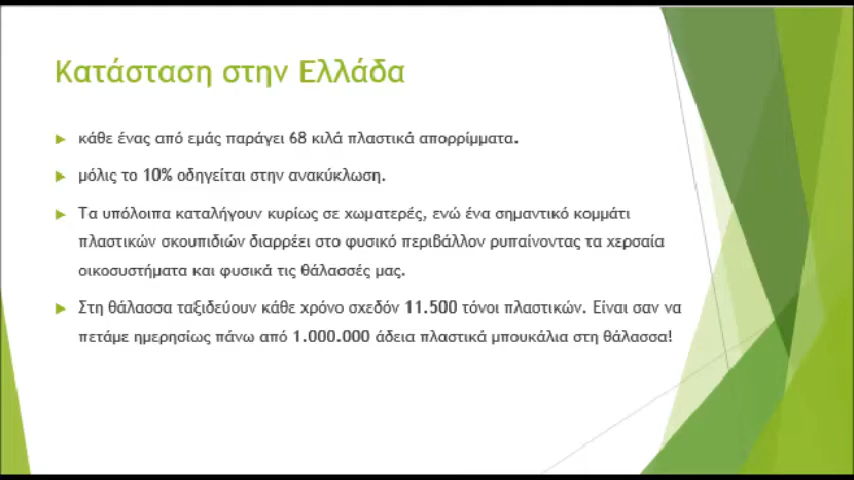 Κατάσταση στην Ελλάδα
κάθε ένας από εμάς παράγει 68 κιλά πλαστικά απορρίμματα.
μόλις το 10% οδηγείται στην ανακύκλωση.
Τα υπόλοιπα καταλήγουν κυρίως σε χωματερές, ενώ ένα σημαντικό κομμάτι
πλαστικών σκουπιδιών διαρρέει στο φυσικό περιβάλλον ρυπαίνοντας τα χερσαία
οικοσυστήματα και φυσικά τις θάλασσές μας.
Στη θάλασσα ταξιδεύουν κάθε χρόνο σχεδόν 11.500 τόνοι πλαστικών. Είναι σαν να
πετάμε ημερησίως πάνω από 1.000.000 άδεια πλαστικά μπουκάλια στη θάλασσα!